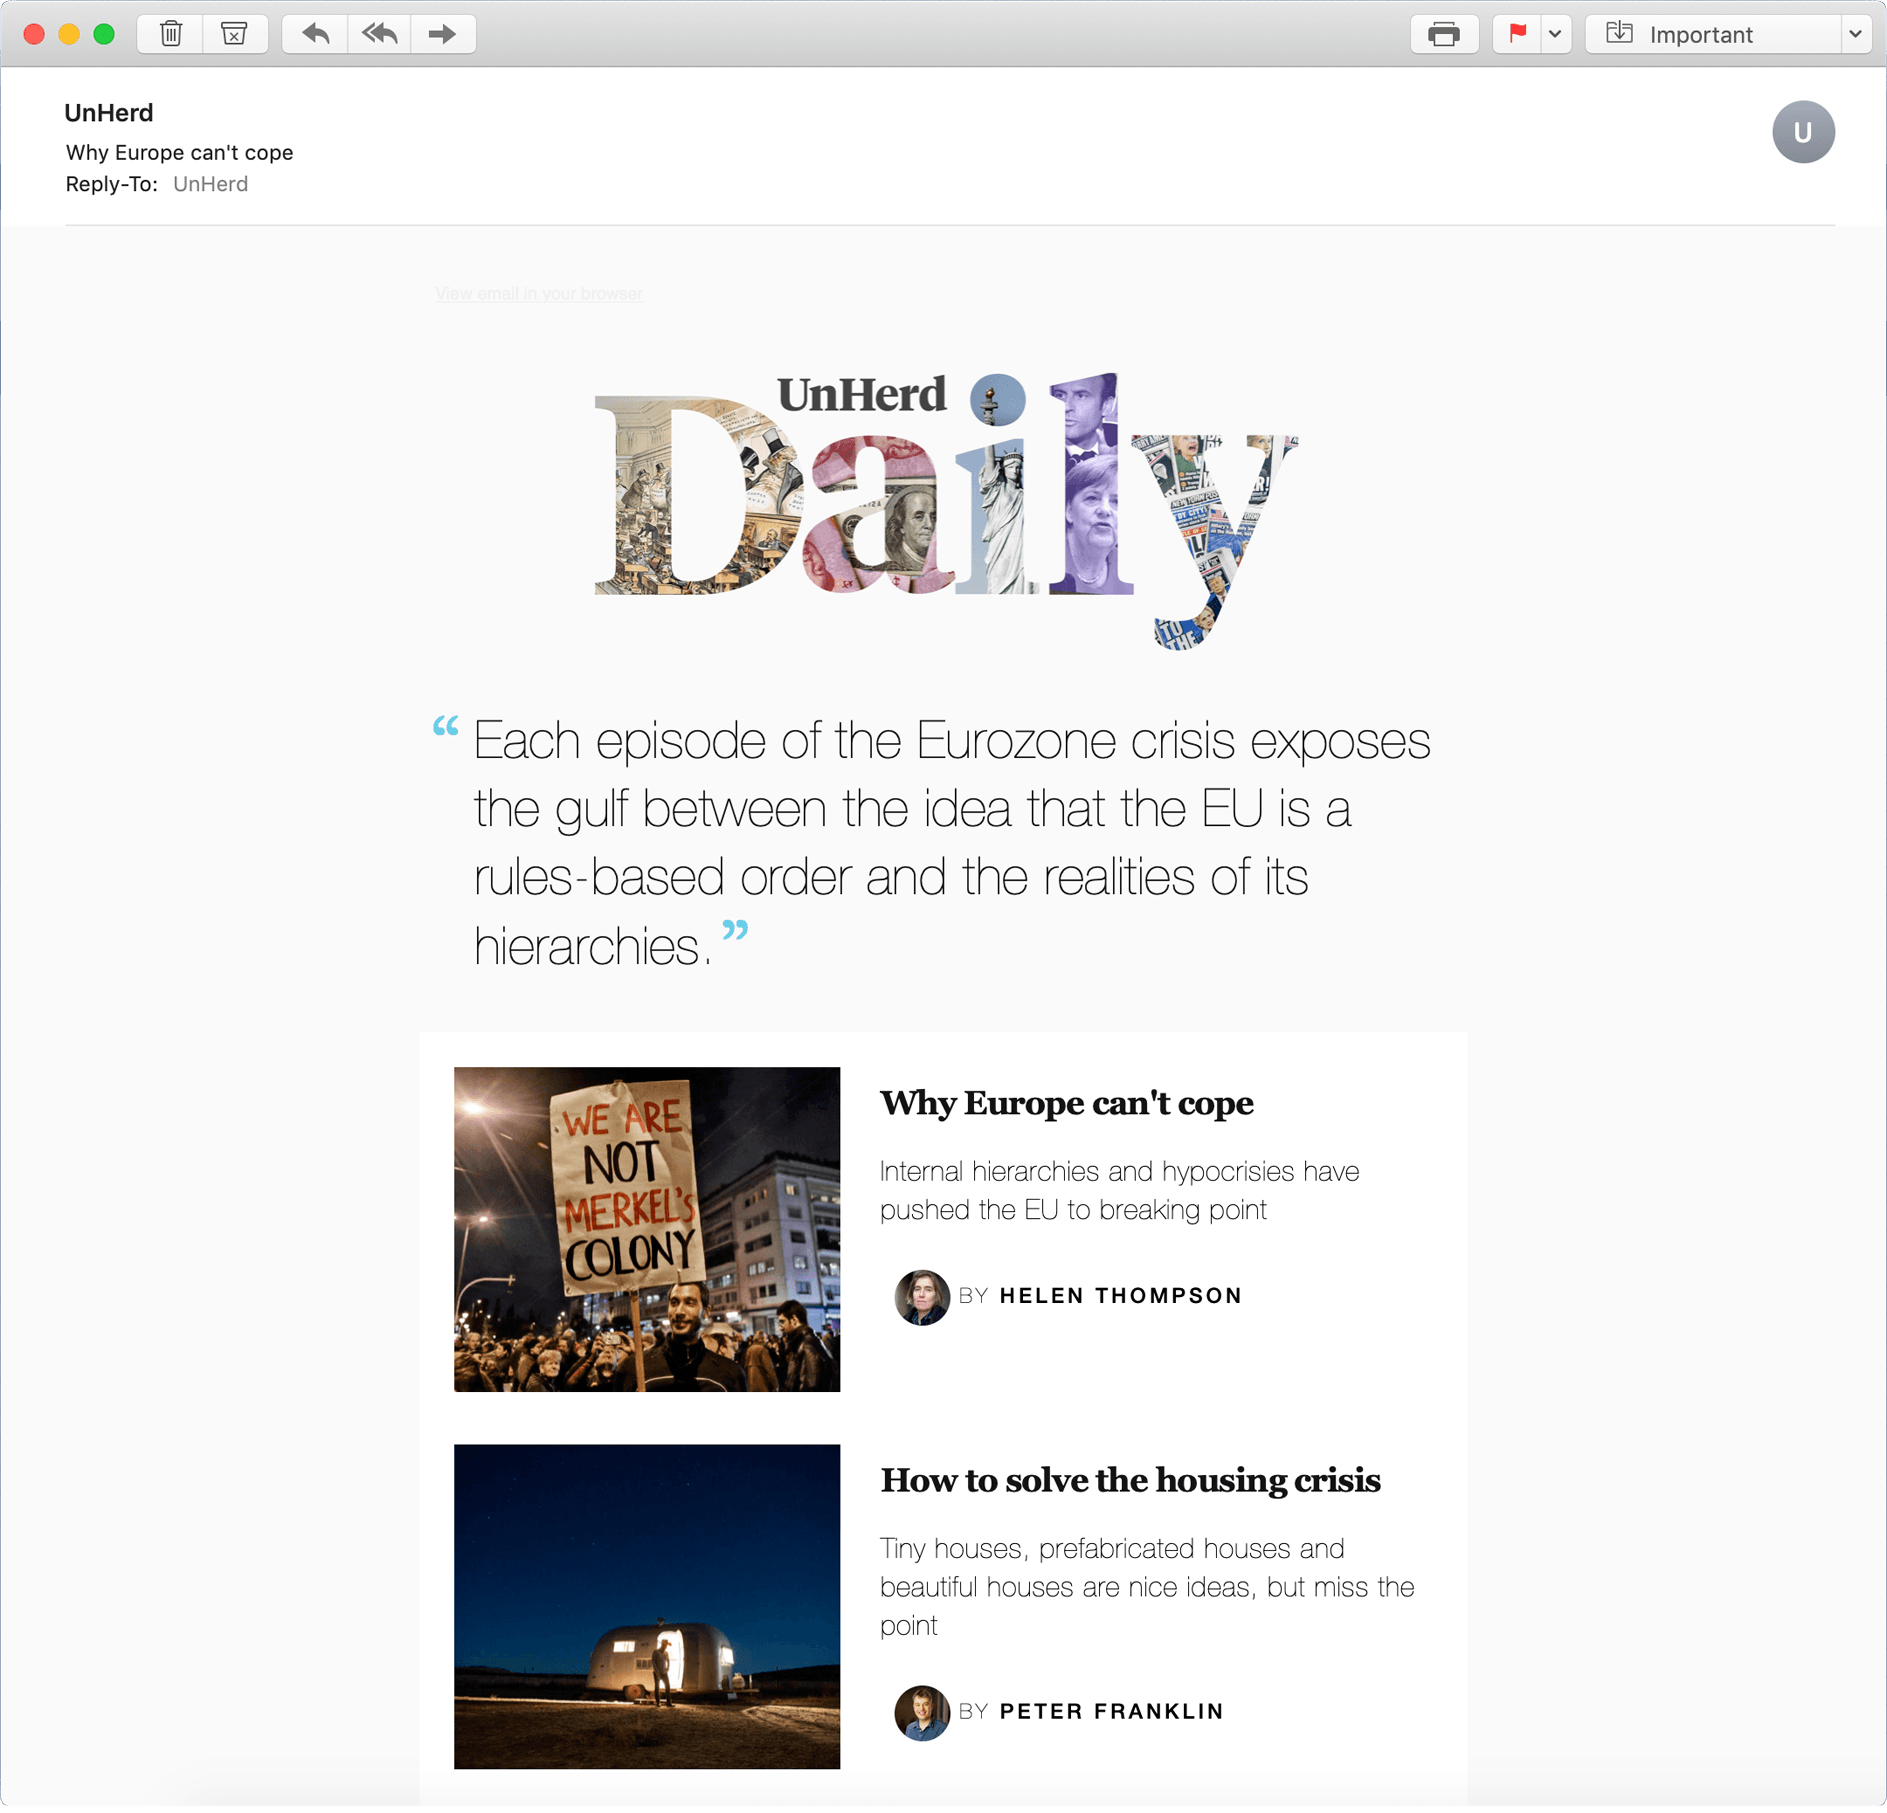 Important
UnHerd
U
Why Europe can't cope
Reply-To: UnHerd
View email in your browser
UnHerd
Daily
“ Each episode of the Eurozone crisis exposes
the gulf between the idea that the EU is a
rules-based order and the realities of its
hierarchies. ”
WE ARE
NOT
MERKEL'S
COLONY
Why Europe can't cope
Internal hierarchies and hypocrisies have
pushed the EU to breaking point
BY HELEN THOMPSON
How to solve the housing crisis
Tiny houses, prefabricated houses and
beautiful houses are nice ideas, but miss the
point
BY PETER FRANKLIN